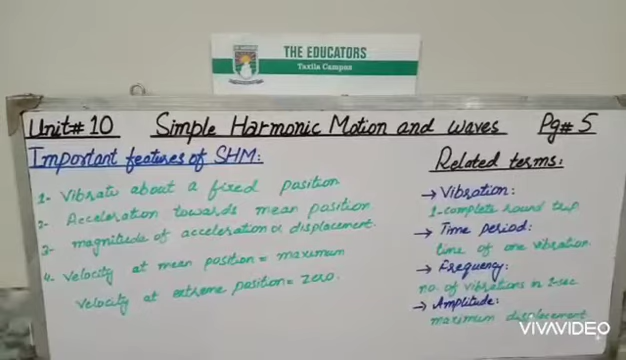 THE EDUCATORS
Taxila Campus
Unit# 10 Simple Harmonic Motion and waves Pg# 5
Important features of SHM:
1- Vibrate about a fixed position
2- Acceleration towards mean position
3- magnitude of acceleration ∝ displacement.
4. Velocity at mean position = maximum
Velocity at extreme position = zero.
Related terms:
→ Vibration:
1-complete round trip
→ Time period:
time of one vibration
→ Frequency:
no. of vibrations in 1-sec
→ Amplitude:
maximum displacement
VIVAVIDEO